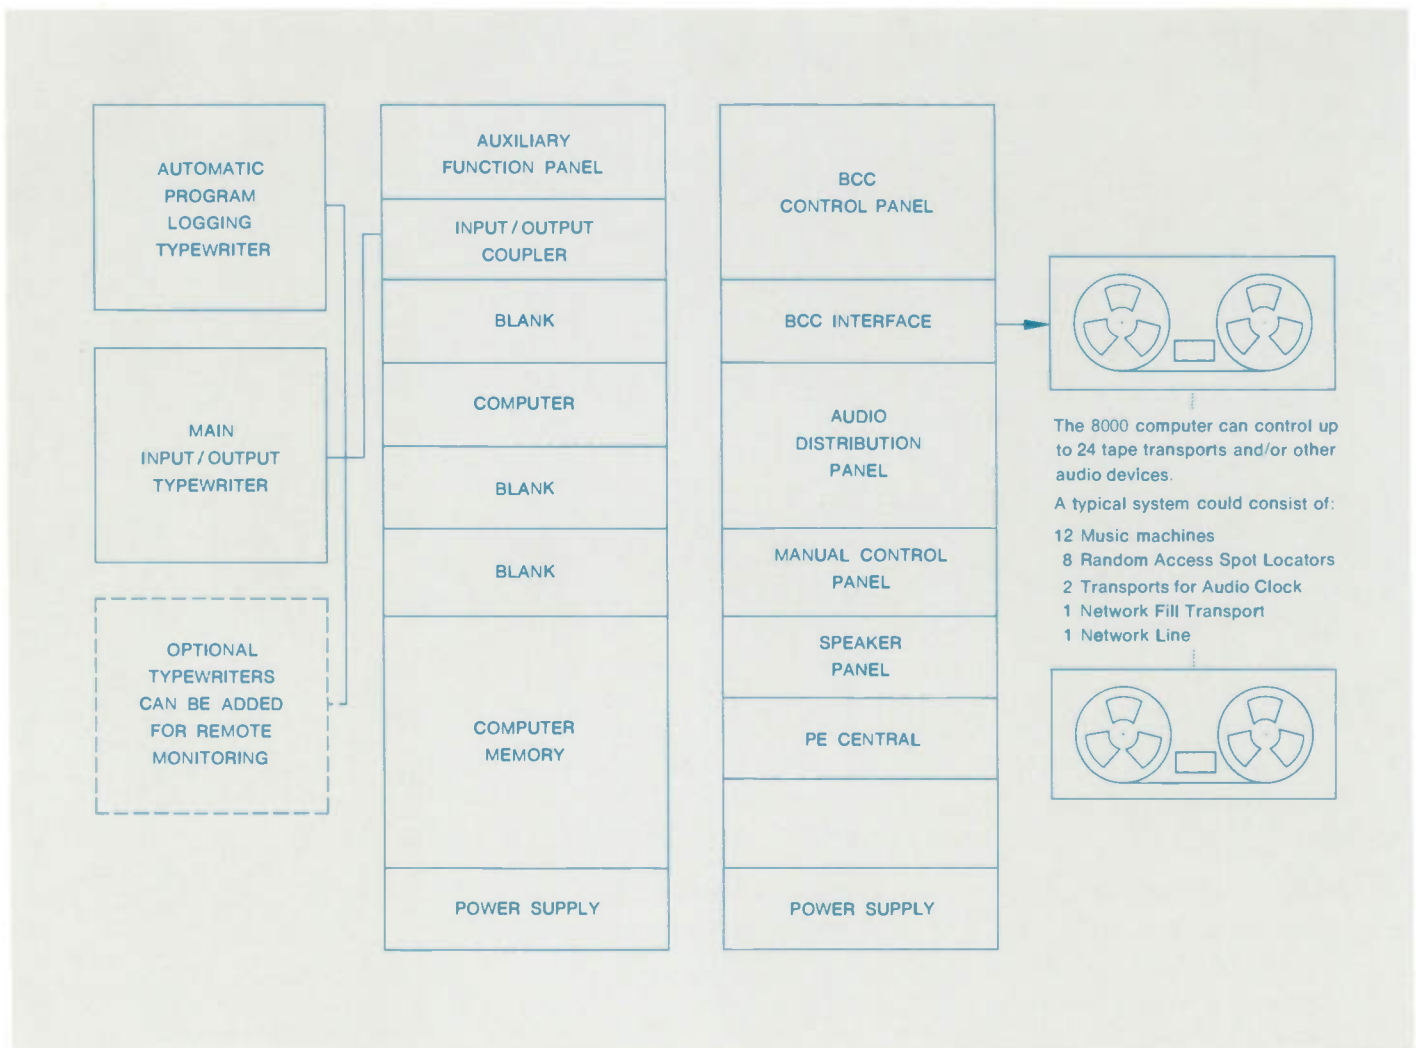 AUTOMATIC
PROGRAM
LOGGING
TYPEWRITER
MAIN
INPUT / OUTPUT
TYPEWRITER
OPTIONAL
TYPEWRITERS
CAN BE ADDED
FOR REMOTE
MONITORING
AUXILIARY
FUNCTION PANEL
INPUT / OUTPUT
COUPLER
BLANK
COMPUTER
BLANK
BLANK
COMPUTER
MEMORY
POWER SUPPLY
BCC
CONTROL PANEL
BCC INTERFACE
AUDIO
DISTRIBUTION
PANEL
MANUAL CONTROL
PANEL
SPEAKER
PANEL
PE CENTRAL
POWER SUPPLY
The 8000 computer can control up
to 24 tape transports and/or other
audio devices.
A typical system could consist of:
12 Music machines
8 Random Access Spot Locators
2 Transports for Audio Clock
1 Network Fill Transport
1 Network Line